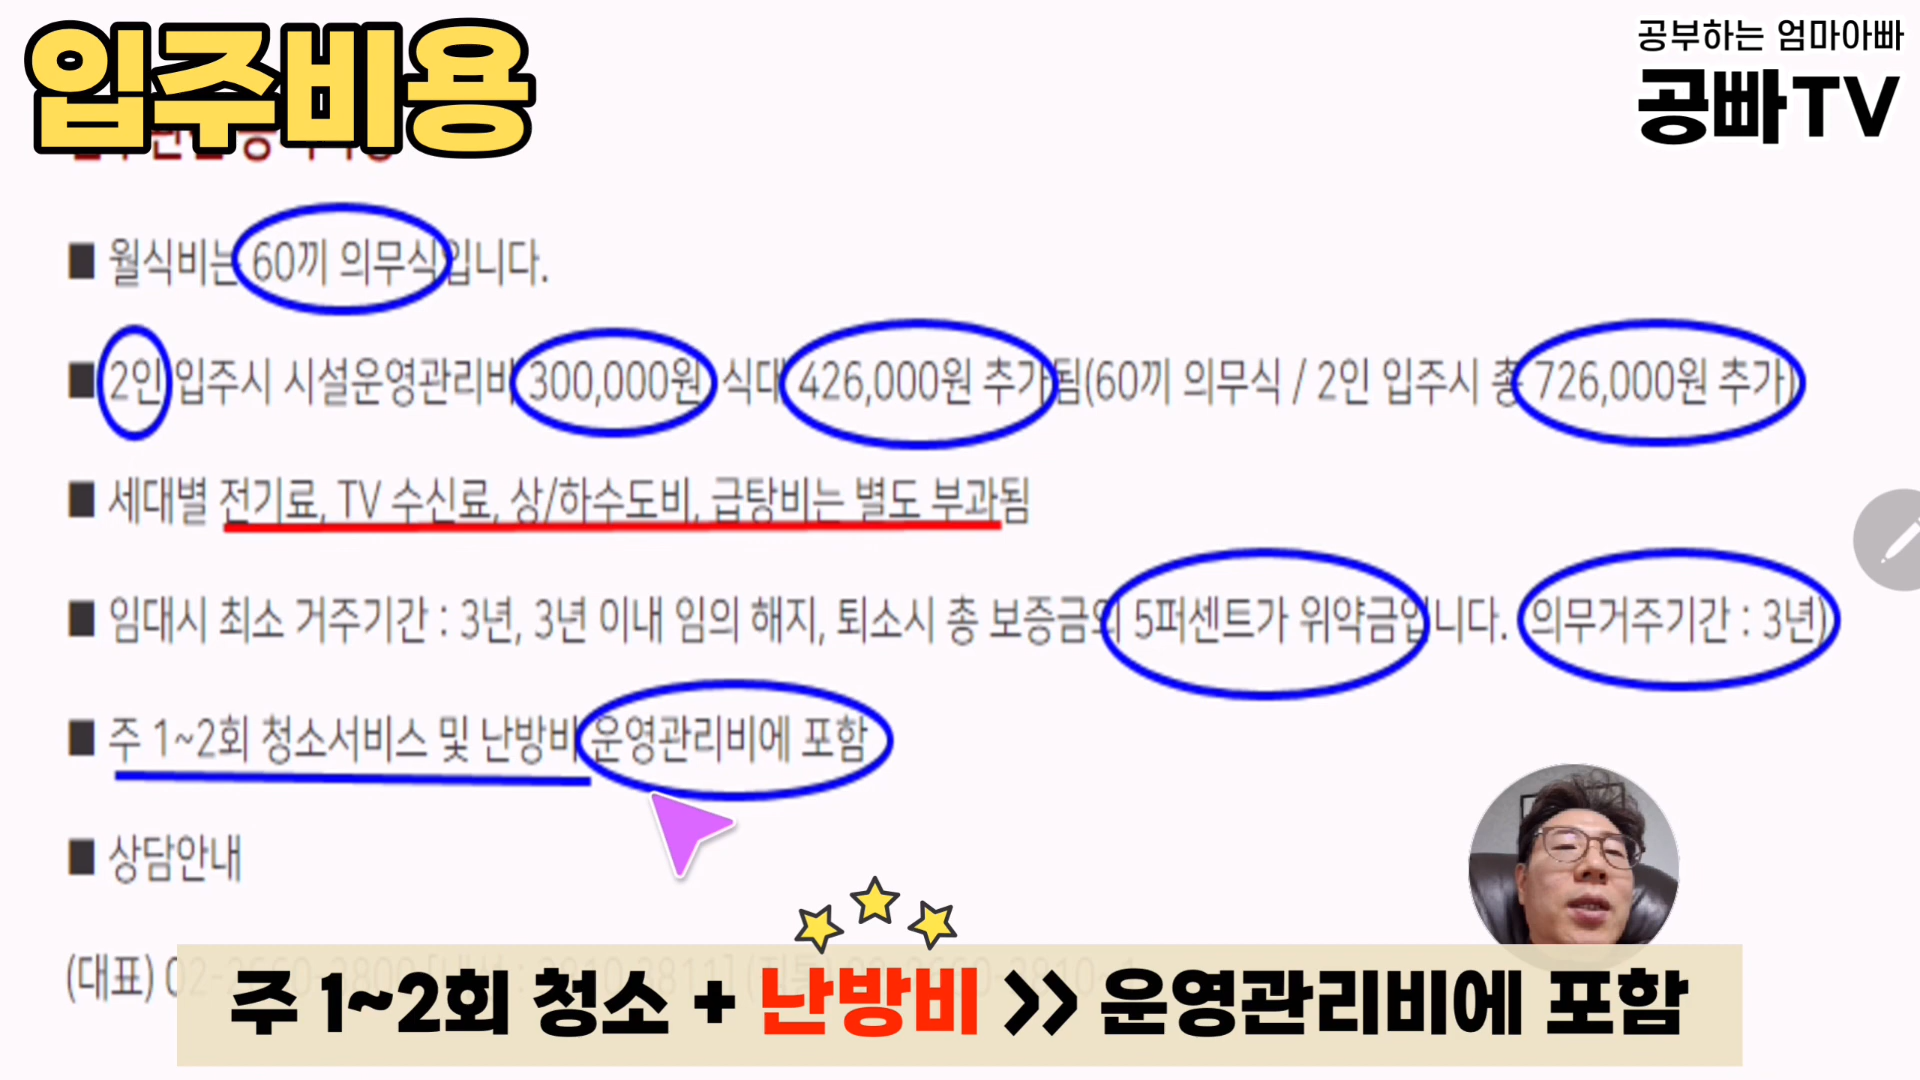 입주비용
공부하는 엄마아빠
공빠TV
■ 월식비는 60끼 의무식입니다.
■ 2인 입주시 시설운영관리비 300,000원 식대 426,000원 추가됨(60끼 의무식 / 2인 입주시 총 726,000원 추가)
■ 세대별 전기료, TV 수신료, 상/하수도비, 급탕비는 별도 부과됨
■ 임대시 최소 거주기간 : 3년, 3년 이내 임의 해지, 퇴소시 총 보증금의 5퍼센트가 위약금입니다. 의무거주기간 : 3년)
■ 주 1~2회 청소서비스 및 난방비 운영관리비에 포함
■ 상담안내
(대표)
주 1~2회 청소 + 난방비 >> 운영관리비에 포함